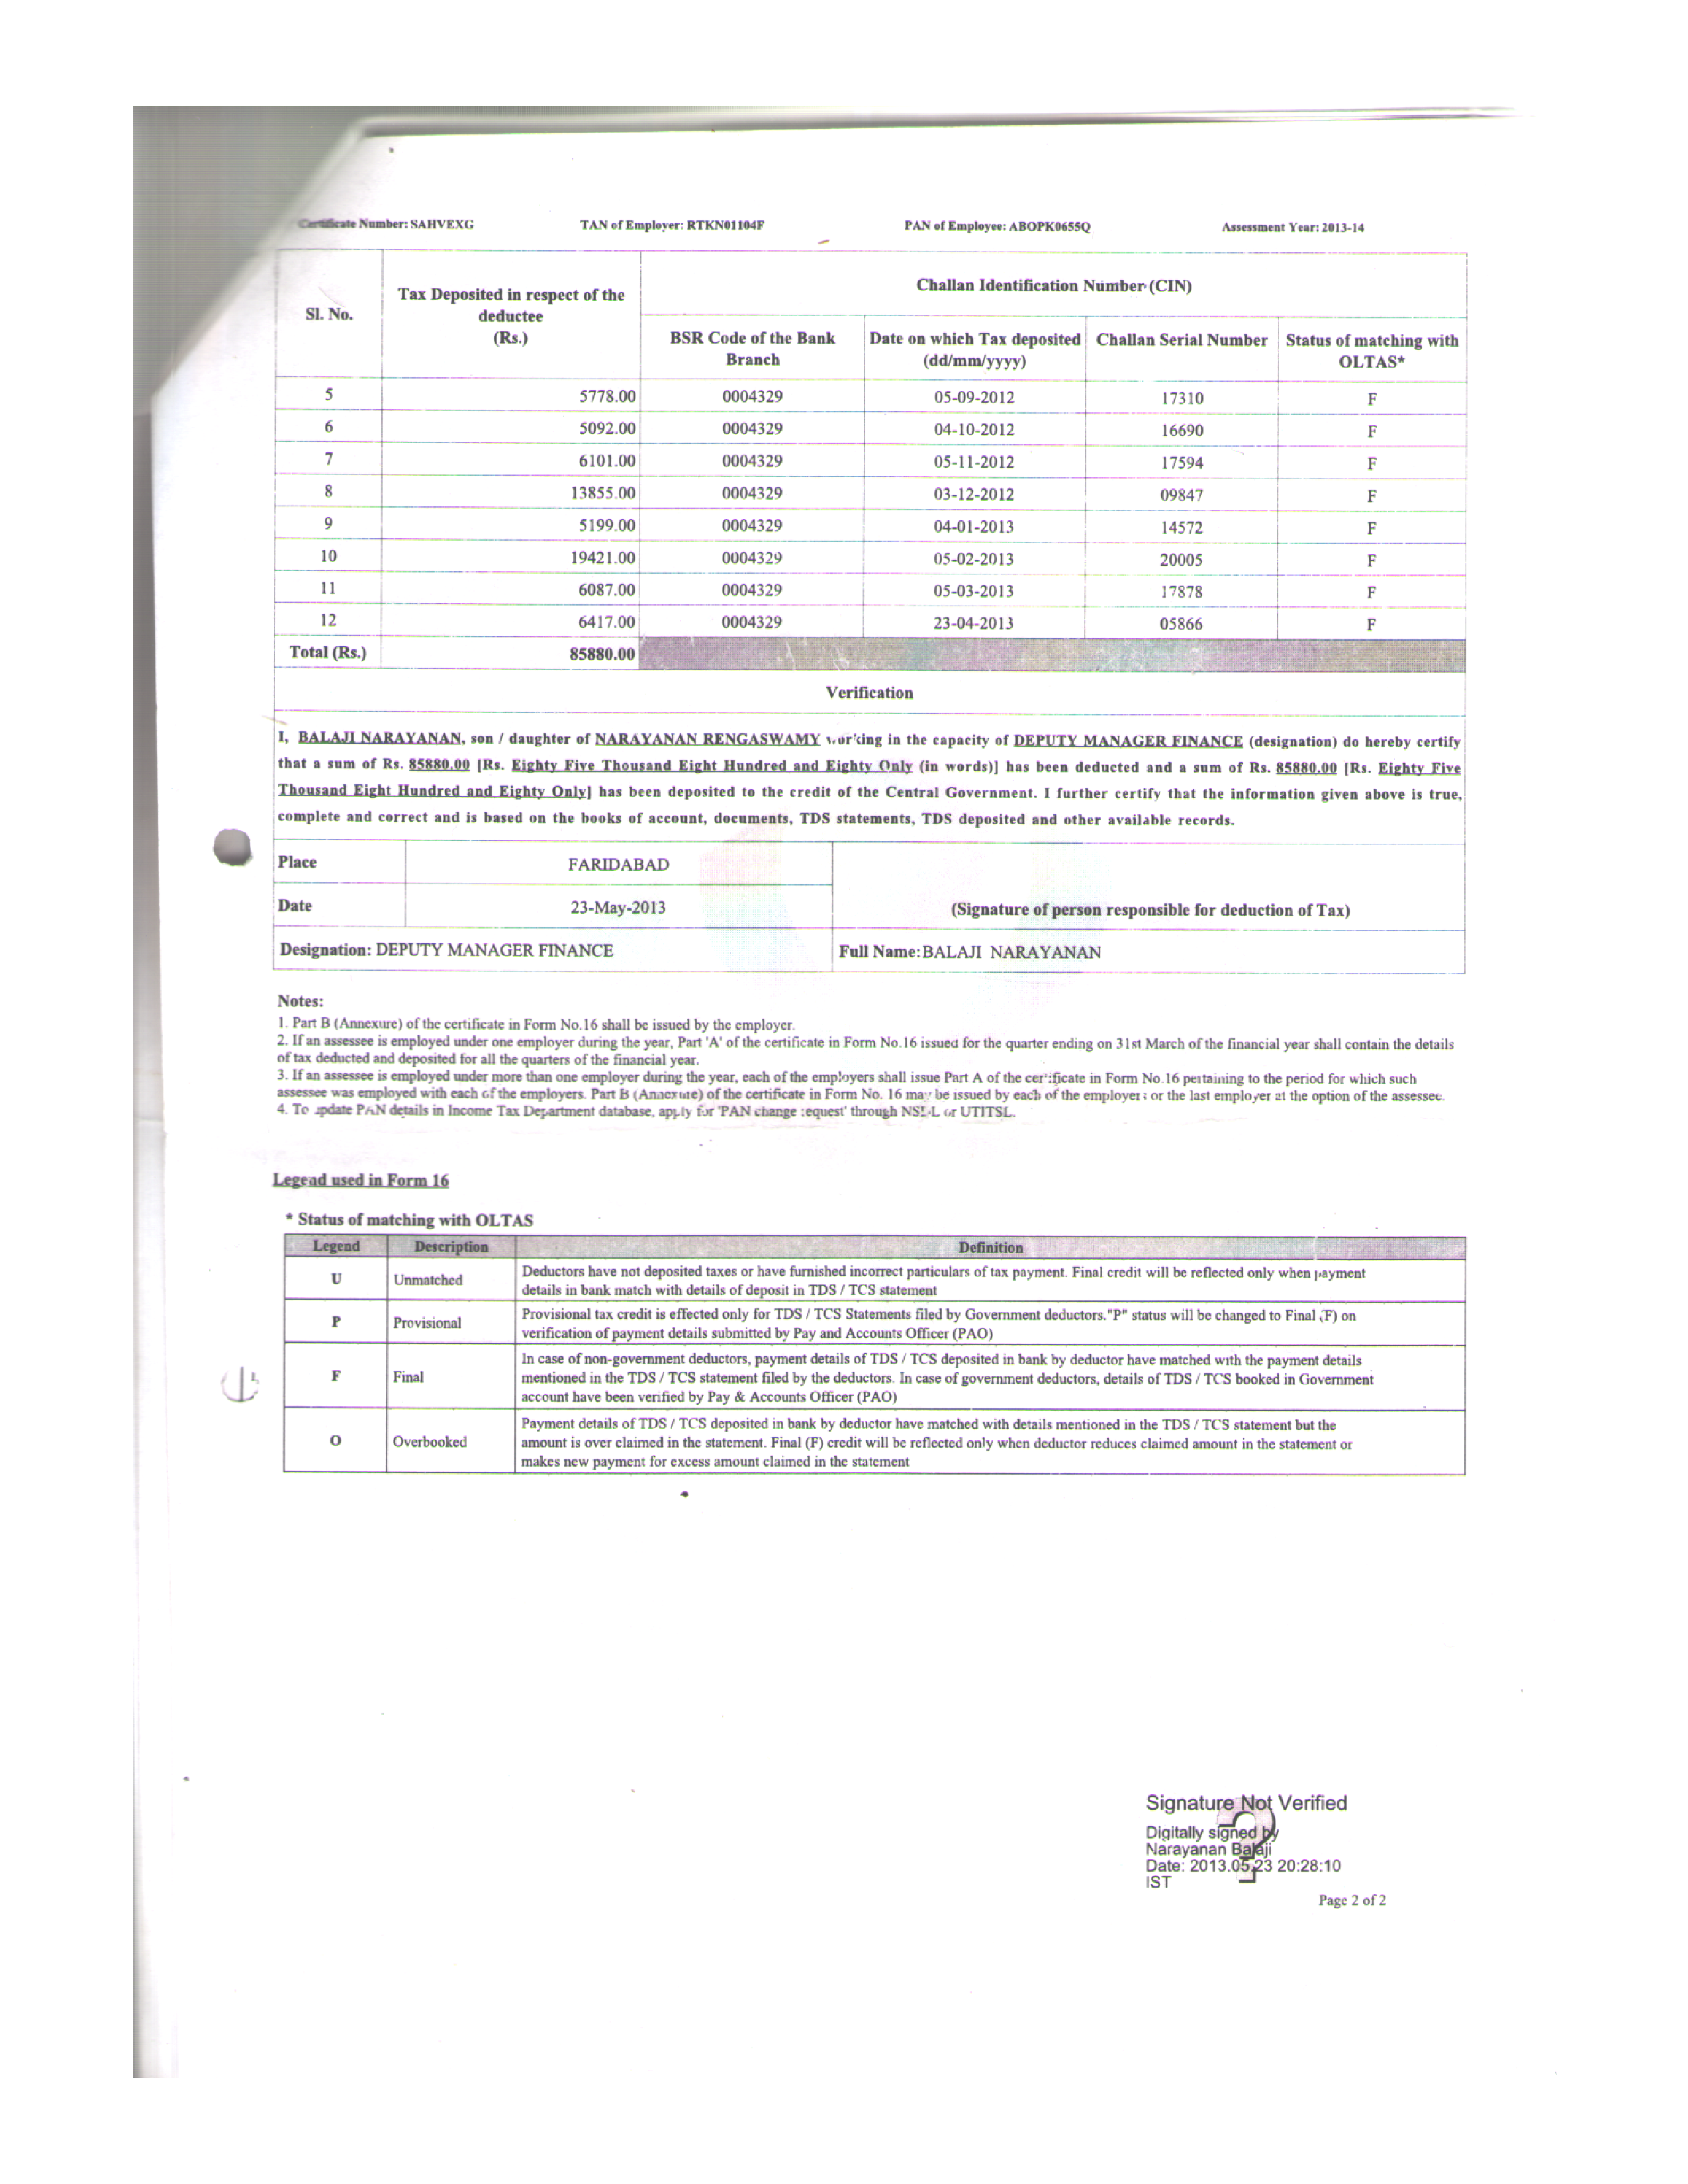 Certificate Number: SAHVEXG TAN of Employer: RTKN01104F PAN of Employee: ABOPK0655Q Assessment Year: 2013-14
Sl. No. Tax Deposited in respect of the deductee (Rs.) Challan Identification Number (CIN)
BSR Code of the Bank Branch Date on which Tax deposited (dd/mm/yyyy) Challan Serial Number Status of matching with OLTAS*
5 5778.00 0004329 05-09-2012 17310 F
6 5092.00 0004329 04-10-2012 16690 F
7 6101.00 0004329 05-11-2012 17594 F
8 13855.00 0004329 03-12-2012 09847 F
9 5199.00 0004329 04-01-2013 14572 F
10 19421.00 0004329 05-02-2013 20005 F
11 6087.00 0004329 05-03-2013 17878 F
12 6417.00 0004329 23-04-2013 05866 F
Total (Rs.) 85880.00
Verification
I, BALAJI NARAYANAN, son / daughter of NARAYANAN RENGASWAMY working in the capacity of DEPUTY MANAGER FINANCE (designation) do hereby certify
that a sum of Rs. 85880.00 [Rs. Eighty Five Thousand Eight Hundred and Eighty Only (in words)] has been deducted and a sum of Rs. 85880.00 [Rs. Eighty Five
Thousand Eight Hundred and Eighty Only] has been deposited to the credit of the Central Government. I further certify that the information given above is true,
complete and correct and is based on the books of account, documents, TDS statements, TDS deposited and other available records.
Place FARIDABAD
Date 23-May-2013 (Signature of person responsible for deduction of Tax)
Designation: DEPUTY MANAGER FINANCE Full Name: BALAJI NARAYANAN
Notes:
1. Part B (Annexure) of the certificate in Form No.16 shall be issued by the employer.
2. If an assessee is employed under one employer during the year, Part 'A' of the certificate in Form No.16 issued for the quarter ending on 31st March of the financial year shall contain the details
of tax deducted and deposited for all the quarters of the financial year.
3. If an assessee is employed under more than one employer during the year, each of the employers shall issue Part A of the certificate in Form No.16 pertaining to the period for which such
assessee was employed with each of the employers. Part B (Annexure) of the certificate in Form No. 16 may be issued by each of the employers or the last employer at the option of the assessee.
4. To update PAN details in Income Tax Department database, apply for 'PAN change request' through NSDL or UTITSL.
Legend used in Form 16
* Status of matching with OLTAS
Legend Description Definition
U Unmatched Deductors have not deposited taxes or have furnished incorrect particulars of tax payment. Final credit will be reflected only when payment
details in bank match with details of deposit in TDS / TCS statement
P Provisional Provisional tax credit is effected only for TDS / TCS Statements filed by Government deductors."P" status will be changed to Final (F) on
verification of payment details submitted by Pay and Accounts Officer (PAO)
F Final In case of non-government deductors, payment details of TDS / TCS deposited in bank by deductor have matched with the payment details
mentioned in the TDS / TCS statement filed by the deductors. In case of government deductors, details of TDS / TCS booked in Government
account have been verified by Pay & Accounts Officer (PAO)
O Overbooked Payment details of TDS / TCS deposited in bank by deductor have matched with details mentioned in the TDS / TCS statement but the
amount is over claimed in the statement. Final (F) credit will be reflected only when deductor reduces claimed amount in the statement or
makes new payment for excess amount claimed in the statement
Signature Not Verified
Digitally signed by
Narayanan Balaji
Date: 2013.05.23 20:28:10
IST
Page 2 of 2